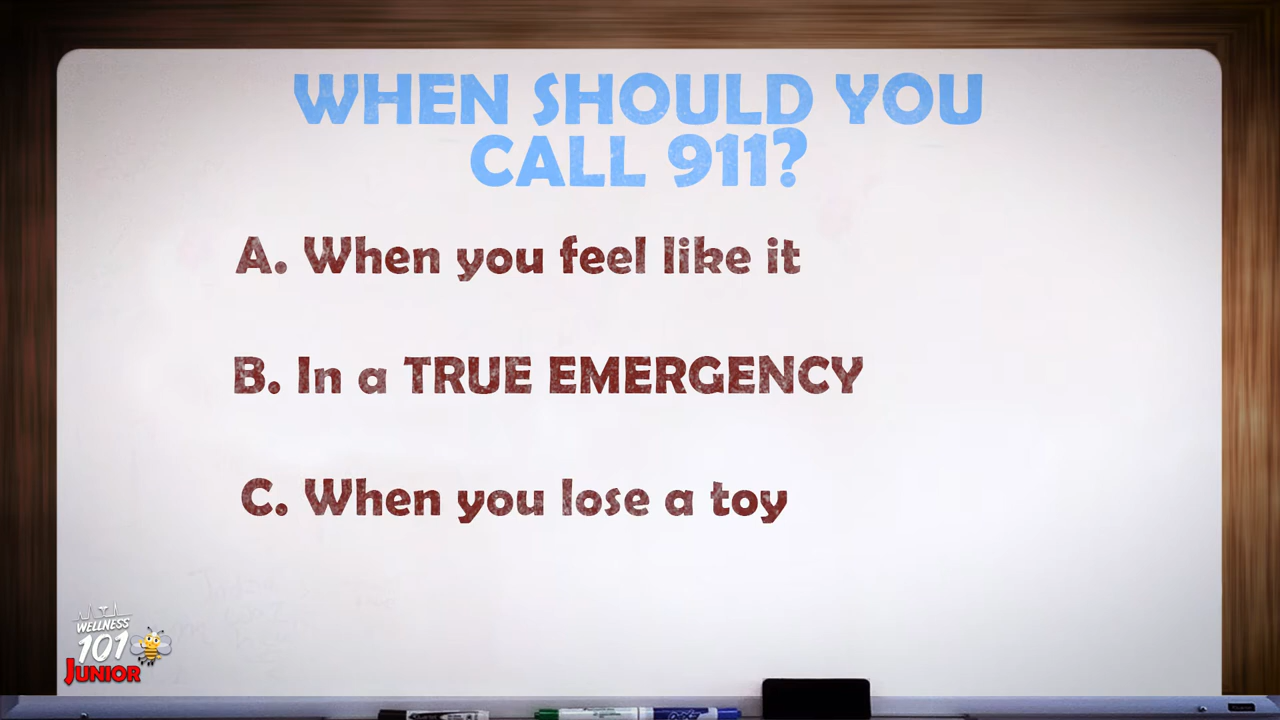 WHEN SHOULD YOU
CALL 911?
A. When you feel like it
B. In a TRUE EMERGENCY
C. When you lose a toy
WELLNESS
101
JUNIOR